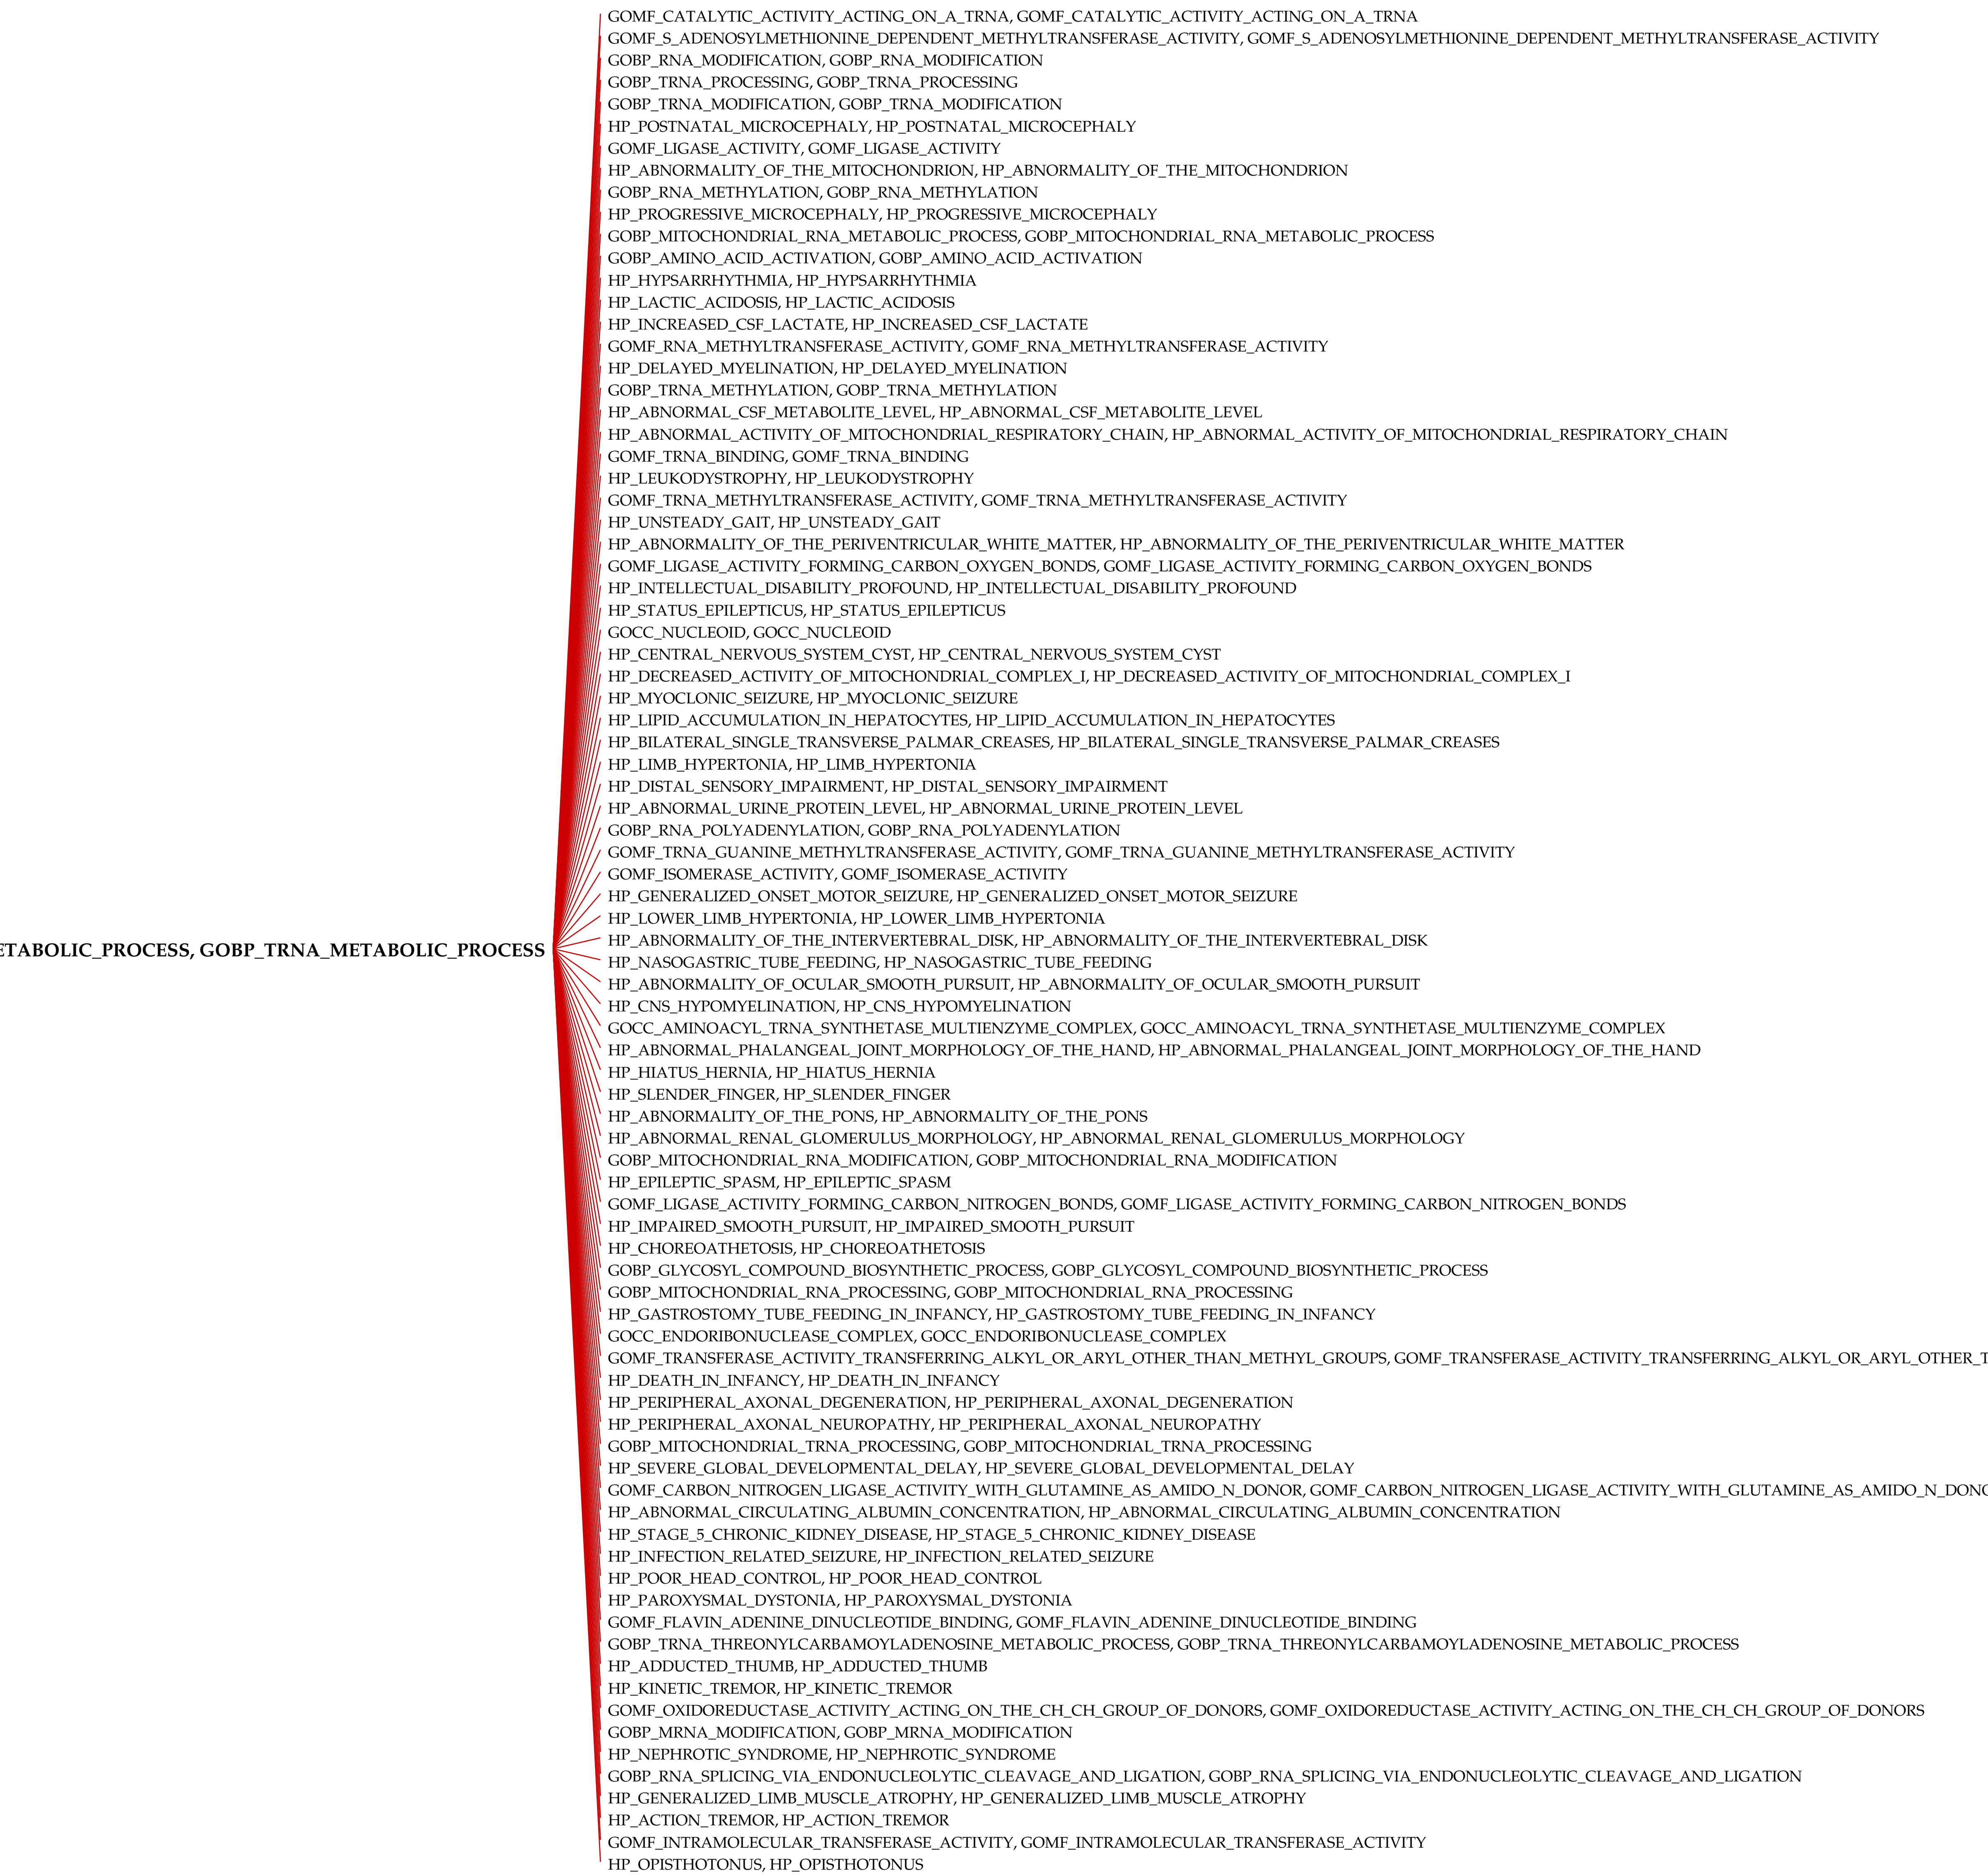 GOMF_CATALYTIC_ACTIVITY_ACTING_ON_A_TRNA, GOMF_CATALYTIC_ACTIVITY_ACTING_ON_A_TRNA
GOMF_S_ADENOSYLMETHIONINE_DEPENDENT_METHYLTRANSFERASE_ACTIVITY, GOMF_S_ADENOSYLMETHIONINE_DEPENDENT_METHYLTRANSFERASE_ACTIVITY
GOBP_RNA_MODIFICATION, GOBP_RNA_MODIFICATION
GOBP_TRNA_PROCESSING, GOBP_TRNA_PROCESSING
GOBP_TRNA_MODIFICATION, GOBP_TRNA_MODIFICATION
HP_POSTNATAL_MICROCEPHALY, HP_POSTNATAL_MICROCEPHALY
GOMF_LIGASE_ACTIVITY, GOMF_LIGASE_ACTIVITY
HP_ABNORMALITY_OF_THE_MITOCHONDRION, HP_ABNORMALITY_OF_THE_MITOCHONDRION
GOBP_RNA_METHYLATION, GOBP_RNA_METHYLATION
HP_PROGRESSIVE_MICROCEPHALY, HP_PROGRESSIVE_MICROCEPHALY
GOBP_MITOCHONDRIAL_RNA_METABOLIC_PROCESS, GOBP_MITOCHONDRIAL_RNA_METABOLIC_PROCESS
GOBP_AMINO_ACID_ACTIVATION, GOBP_AMINO_ACID_ACTIVATION
HP_HYPSARRHYTHMIA, HP_HYPSARRHYTHMIA
HP_LACTIC_ACIDOSIS, HP_LACTIC_ACIDOSIS
HP_INCREASED_CSF_LACTATE, HP_INCREASED_CSF_LACTATE
GOMF_RNA_METHYLTRANSFERASE_ACTIVITY, GOMF_RNA_METHYLTRANSFERASE_ACTIVITY
HP_DELAYED_MYELINATION, HP_DELAYED_MYELINATION
GOBP_TRNA_METHYLATION, GOBP_TRNA_METHYLATION
HP_ABNORMAL_CSF_METABOLITE_LEVEL, HP_ABNORMAL_CSF_METABOLITE_LEVEL
HP_ABNORMAL_ACTIVITY_OF_MITOCHONDRIAL_RESPIRATORY_CHAIN, HP_ABNORMAL_ACTIVITY_OF_MITOCHONDRIAL_RESPIRATORY_CHAIN
GOMF_TRNA_BINDING, GOMF_TRNA_BINDING
HP_LEUKODYSTROPHY, HP_LEUKODYSTROPHY
GOMF_TRNA_METHYLTRANSFERASE_ACTIVITY, GOMF_TRNA_METHYLTRANSFERASE_ACTIVITY
HP_UNSTEADY_GAIT, HP_UNSTEADY_GAIT
HP_ABNORMALITY_OF_THE_PERIVENTRICULAR_WHITE_MATTER, HP_ABNORMALITY_OF_THE_PERIVENTRICULAR_WHITE_MATTER
GOMF_LIGASE_ACTIVITY_FORMING_CARBON_OXYGEN_BONDS, GOMF_LIGASE_ACTIVITY_FORMING_CARBON_OXYGEN_BONDS
HP_INTELLECTUAL_DISABILITY_PROFOUND, HP_INTELLECTUAL_DISABILITY_PROFOUND
HP_STATUS_EPILEPTICUS, HP_STATUS_EPILEPTICUS
GOCC_NUCLEOID, GOCC_NUCLEOID
HP_CENTRAL_NERVOUS_SYSTEM_CYST, HP_CENTRAL_NERVOUS_SYSTEM_CYST
HP_DECREASED_ACTIVITY_OF_MITOCHONDRIAL_COMPLEX_I, HP_DECREASED_ACTIVITY_OF_MITOCHONDRIAL_COMPLEX_I
HP_MYOCLONIC_SEIZURE, HP_MYOCLONIC_SEIZURE
HP_LIPID_ACCUMULATION_IN_HEPATOCYTES, HP_LIPID_ACCUMULATION_IN_HEPATOCYTES
HP_BILATERAL_SINGLE_TRANSVERSE_PALMAR_CREASES, HP_BILATERAL_SINGLE_TRANSVERSE_PALMAR_CREASES
HP_LIMB_HYPERTONIA, HP_LIMB_HYPERTONIA
HP_DISTAL_SENSORY_IMPAIRMENT, HP_DISTAL_SENSORY_IMPAIRMENT
HP_ABNORMAL_URINE_PROTEIN_LEVEL, HP_ABNORMAL_URINE_PROTEIN_LEVEL
GOBP_RNA_POLYADENYLATION, GOBP_RNA_POLYADENYLATION
GOMF_TRNA_GUANINE_METHYLTRANSFERASE_ACTIVITY, GOMF_TRNA_GUANINE_METHYLTRANSFERASE_ACTIVITY
GOMF_ISOMERASE_ACTIVITY, GOMF_ISOMERASE_ACTIVITY
HP_GENERALIZED_ONSET_MOTOR_SEIZURE, HP_GENERALIZED_ONSET_MOTOR_SEIZURE
HP_LOWER_LIMB_HYPERTONIA, HP_LOWER_LIMB_HYPERTONIA
HP_ABNORMALITY_OF_THE_INTERVERTEBRAL_DISK, HP_ABNORMALITY_OF_THE_INTERVERTEBRAL_DISK
ETABOLIC_PROCESS, GOBP_TRNA_METABOLIC_PROCESS
HP_NASOGASTRIC_TUBE_FEEDING, HP_NASOGASTRIC_TUBE_FEEDING
HP_ABNORMALITY_OF_OCULAR_SMOOTH_PURSUIT, HP_ABNORMALITY_OF_OCULAR_SMOOTH_PURSUIT
HP_CNS_HYPOMYELINATION, HP_CNS_HYPOMYELINATION
GOCC_AMINOACYL_TRNA_SYNTHETASE_MULTIENZYME_COMPLEX, GOCC_AMINOACYL_TRNA_SYNTHETASE_MULTIENZYME_COMPLEX
HP_ABNORMAL_PHALANGEAL_JOINT_MORPHOLOGY_OF_THE_HAND, HP_ABNORMAL_PHALANGEAL_JOINT_MORPHOLOGY_OF_THE_HAND
HP_HIATUS_HERNIA, HP_HIATUS_HERNIA
HP_SLENDER_FINGER, HP_SLENDER_FINGER
HP_ABNORMALITY_OF_THE_PONS, HP_ABNORMALITY_OF_THE_PONS
HP_ABNORMAL_RENAL_GLOMERULUS_MORPHOLOGY, HP_ABNORMAL_RENAL_GLOMERULUS_MORPHOLOGY
GOBP_MITOCHONDRIAL_RNA_MODIFICATION, GOBP_MITOCHONDRIAL_RNA_MODIFICATION
HP_EPILEPTIC_SPASM, HP_EPILEPTIC_SPASM
GOMF_LIGASE_ACTIVITY_FORMING_CARBON_NITROGEN_BONDS, GOMF_LIGASE_ACTIVITY_FORMING_CARBON_NITROGEN_BONDS
HP_IMPAIRED_SMOOTH_PURSUIT, HP_IMPAIRED_SMOOTH_PURSUIT
HP_CHOREOATHETOSIS, HP_CHOREOATHETOSIS
GOBP_GLYCOSYL_COMPOUND_BIOSYNTHETIC_PROCESS, GOBP_GLYCOSYL_COMPOUND_BIOSYNTHETIC_PROCESS
GOBP_MITOCHONDRIAL_RNA_PROCESSING, GOBP_MITOCHONDRIAL_RNA_PROCESSING
HP_GASTROSTOMY_TUBE_FEEDING_IN_INFANCY, HP_GASTROSTOMY_TUBE_FEEDING_IN_INFANCY
GOCC_ENDORIBONUCLEASE_COMPLEX, GOCC_ENDORIBONUCLEASE_COMPLEX
GOMF_TRANSFERASE_ACTIVITY_TRANSFERRING_ALKYL_OR_ARYL_OTHER_THAN_METHYL_GROUPS, GOMF_TRANSFERASE_ACTIVITY_TRANSFERRING_ALKYL_OR_ARYL_OTHER_T
HP_DEATH_IN_INFANCY, HP_DEATH_IN_INFANCY
HP_PERIPHERAL_AXONAL_DEGENERATION, HP_PERIPHERAL_AXONAL_DEGENERATION
HP_PERIPHERAL_AXONAL_NEUROPATHY, HP_PERIPHERAL_AXONAL_NEUROPATHY
GOBP_MITOCHONDRIAL_TRNA_PROCESSING, GOBP_MITOCHONDRIAL_TRNA_PROCESSING
HP_SEVERE_GLOBAL_DEVELOPMENTAL_DELAY, HP_SEVERE_GLOBAL_DEVELOPMENTAL_DELAY
GOMF_CARBON_NITROGEN_LIGASE_ACTIVITY_WITH_GLUTAMINE_AS_AMIDO_N_DONOR, GOMF_CARBON_NITROGEN_LIGASE_ACTIVITY_WITH_GLUTAMINE_AS_AMIDO_N_DONO
HP_ABNORMAL_CIRCULATING_ALBUMIN_CONCENTRATION, HP_ABNORMAL_CIRCULATING_ALBUMIN_CONCENTRATION
HP_STAGE_5_CHRONIC_KIDNEY_DISEASE, HP_STAGE_5_CHRONIC_KIDNEY_DISEASE
HP_INFECTION_RELATED_SEIZURE, HP_INFECTION_RELATED_SEIZURE
HP_POOR_HEAD_CONTROL, HP_POOR_HEAD_CONTROL
HP_PAROXYSMAL_DYSTONIA, HP_PAROXYSMAL_DYSTONIA
GOMF_FLAVIN_ADENINE_DINUCLEOTIDE_BINDING, GOMF_FLAVIN_ADENINE_DINUCLEOTIDE_BINDING
GOBP_TRNA_THREONYLCARBAMOYLADENOSINE_METABOLIC_PROCESS, GOBP_TRNA_THREONYLCARBAMOYLADENOSINE_METABOLIC_PROCESS
HP_ADDUCTED_THUMB, HP_ADDUCTED_THUMB
HP_KINETIC_TREMOR, HP_KINETIC_TREMOR
GOMF_OXIDOREDUCTASE_ACTIVITY_ACTING_ON_THE_CH_CH_GROUP_OF_DONORS, GOMF_OXIDOREDUCTASE_ACTIVITY_ACTING_ON_THE_CH_CH_GROUP_OF_DONORS
GOBP_MRNA_MODIFICATION, GOBP_MRNA_MODIFICATION
HP_NEPHROTIC_SYNDROME, HP_NEPHROTIC_SYNDROME
GOBP_RNA_SPLICING_VIA_ENDONUCLEOLYTIC_CLEAVAGE_AND_LIGATION, GOBP_RNA_SPLICING_VIA_ENDONUCLEOLYTIC_CLEAVAGE_AND_LIGATION
HP_GENERALIZED_LIMB_MUSCLE_ATROPHY, HP_GENERALIZED_LIMB_MUSCLE_ATROPHY
HP_ACTION_TREMOR, HP_ACTION_TREMOR
GOMF_INTRAMOLECULAR_TRANSFERASE_ACTIVITY, GOMF_INTRAMOLECULAR_TRANSFERASE_ACTIVITY
HP_OPISTHOTONUS, HP_OPISTHOTONUS